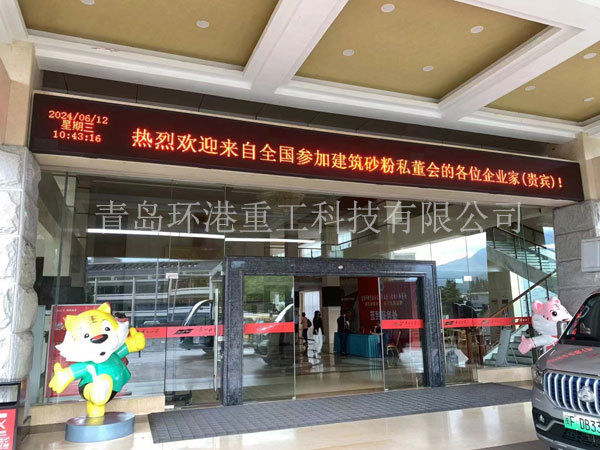 2024/06/12
星期三
10:43:16
热烈欢迎来自全国参加建筑砂粉私董会的各位企业家(贵宾)!
青岛环港重工科技有限公司